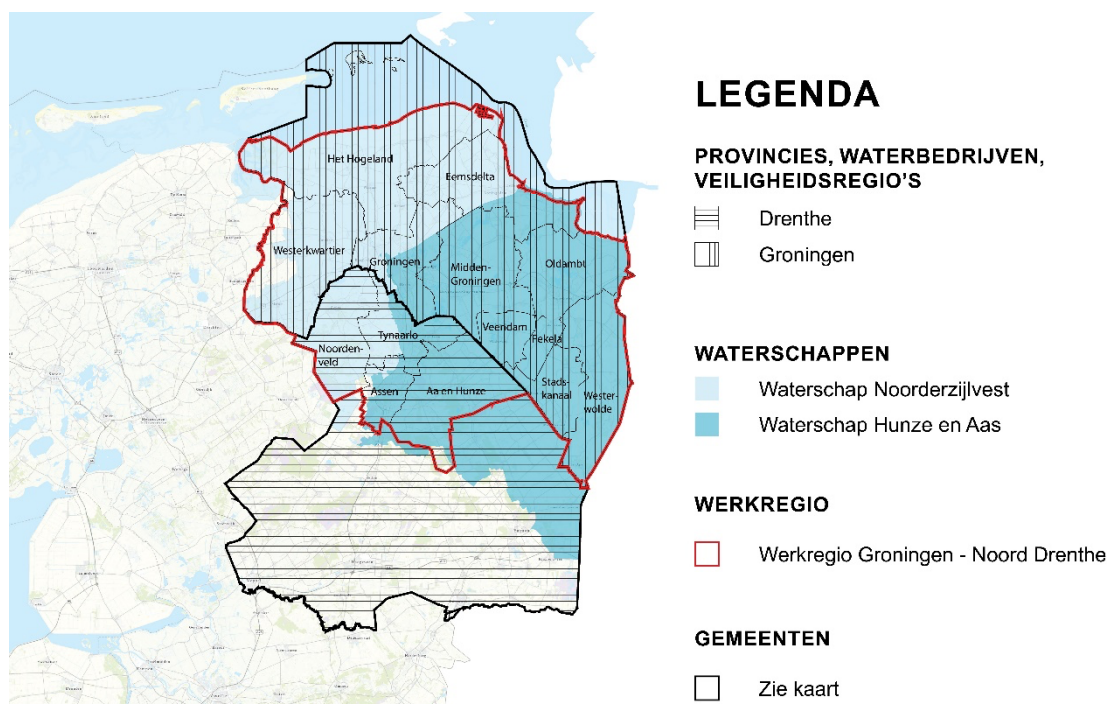 Het Hogeland
Eemsdelta
Westerkwartier
Groningen
Midden-
Groningen
Oldambt
Veendam
Pekela
Tynaarlo
Noorden-
veld
Assen
Aa en Hunze
Stads-
kanaal
Wester-
wolde
LEGENDA
PROVINCIES, WATERBEDRIJVEN,
VEILIGHEIDSREGIO'S
Drenthe
Groningen
WATERSCHAPPEN
Waterschap Noorderzijlvest
Waterschap Hunze en Aas
WERKREGIO
Werkregio Groningen - Noord Drenthe
GEMEENTEN
Zie kaart